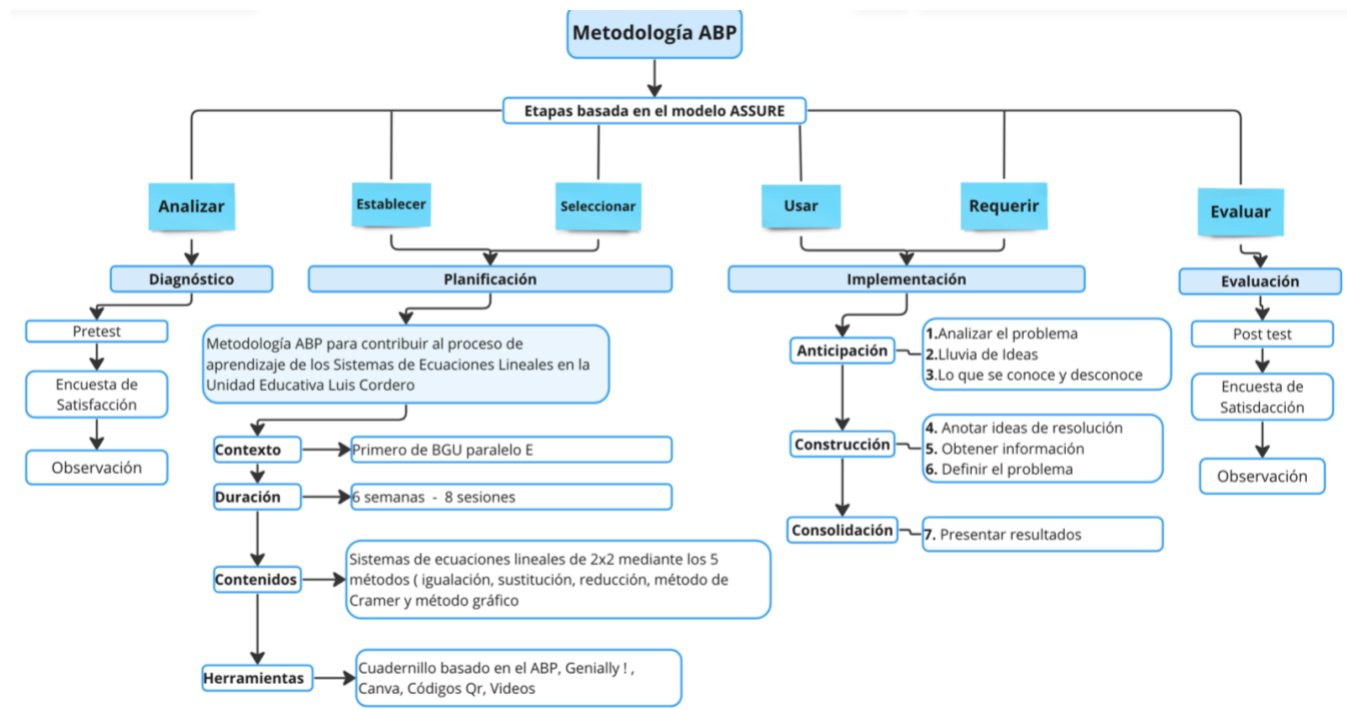 Metodología ABP
Etapas basada en el modelo ASSURE
Analizar
Establecer
Seleccionar
Usar
Requerir
Evaluar
Diagnóstico
Pretest
Encuesta de
Satisfacción
Observación
Planificación
Metodología ABP para contribuir al proceso de
aprendizaje de los Sistemas de Ecuaciones Lineales en la
Unidad Educativa Luis Cordero
Contexto
Primero de BGU paralelo E
Duración
6 semanas - 8 sesiones
Contenidos
Sistemas de ecuaciones lineales de 2x2 mediante los 5
métodos ( igualación, sustitución, reducción, método de
Cramer y método gráfico
Herramientas
Cuadernillo basado en el ABP, Genially ! ,
Canva, Códigos Qr, Videos
Implementación
Anticipación
1.Analizar el problema
2.Lluvia de Ideas
3.Lo que se conoce y desconoce
Construcción
4. Anotar ideas de resolución
5. Obtener información
6. Definir el problema
Consolidación
7. Presentar resultados
Evaluación
Post test
Encuesta de
Satisdacción
Observación